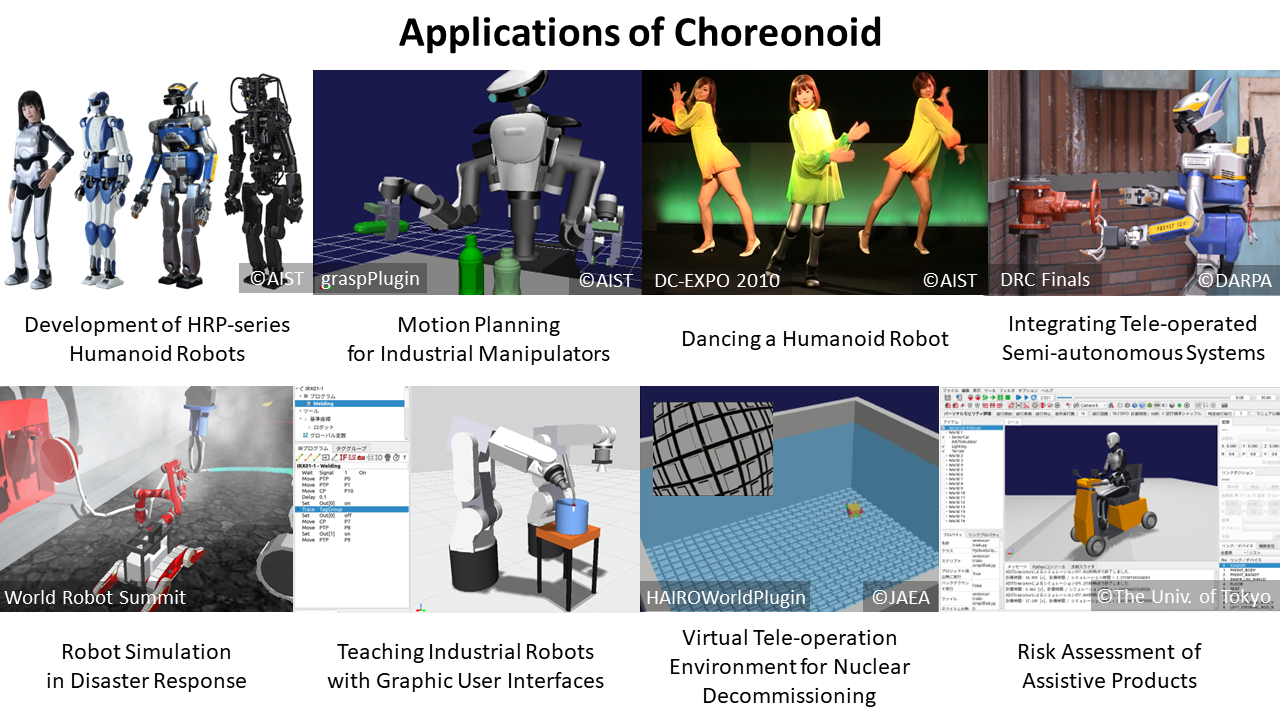 Applications of Choreonoid
©AIST
graspPlugin
©AIST
DC-EXPO 2010
©AIST
DRC Finals
©DARPA
Development of HRP-series
Humanoid Robots
Motion Planning
for Industrial Manipulators
Dancing a Humanoid Robot
Integrating Tele-operated
Semi-autonomous Systems
World Robot Summit
IRX01-1
プログラム
Welding
ツール
基準座標
ロボット
グローバル変数
タググループ
IRX01-1 - Welding
Wait Signal 1 On
Move PTP P0
Move PTP P1
Move CP P10
Delay 0.1
Set Out[0] on
Trace TagGroup
Set Out[0] off
Move CP P7
Move PTP P8
Set Out[1] on
Move PTP P9
HAIROWorldPlugin
©JAEA
©The Univ. of Tokyo
Robot Simulation
in Disaster Response
Teaching Industrial Robots
with Graphic User Interfaces
Virtual Tele-operation
Environment for Nuclear
Decommissioning
Risk Assessment of
Assistive Products